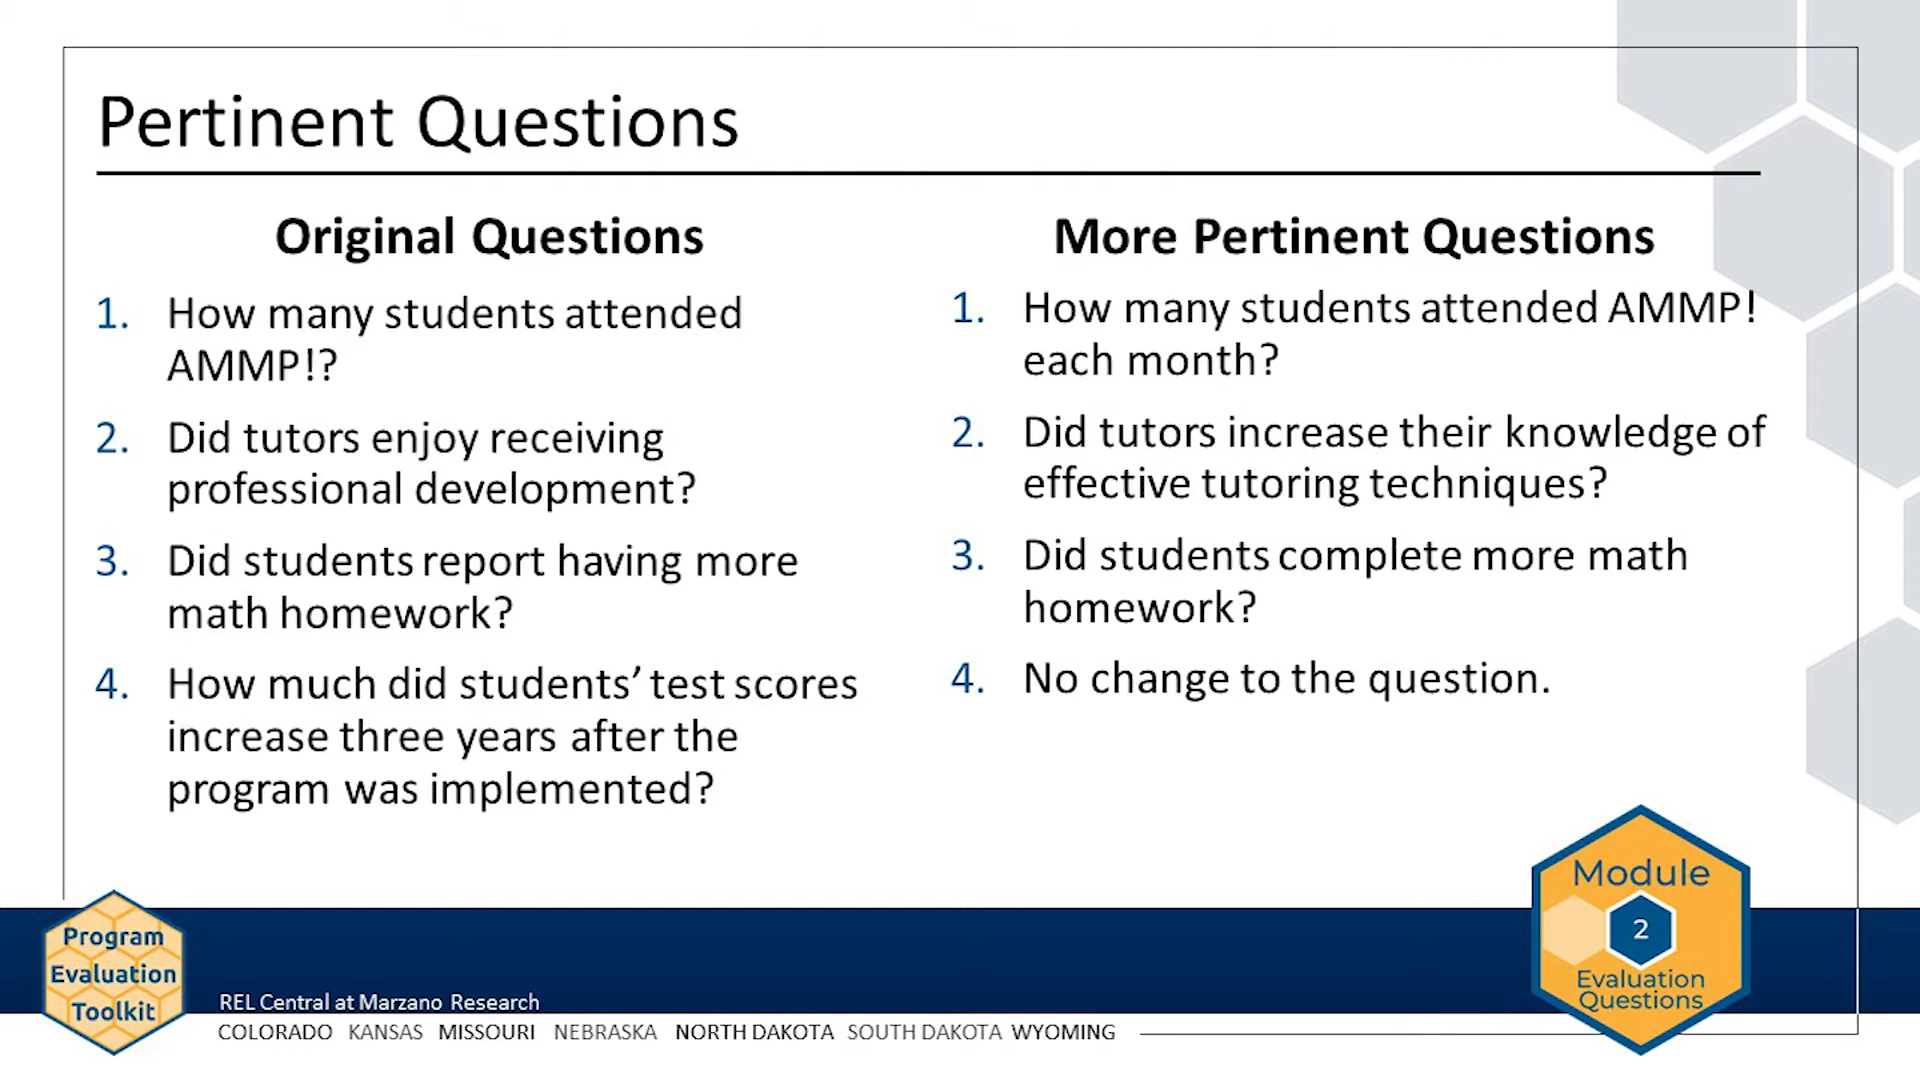 Pertinent Questions
Original Questions
1. How many students attended
AMMP!?
2. Did tutors enjoy receiving
professional development?
3. Did students report having more
math homework?
4. How much did students’ test scores
increase three years after the
program was implemented?
More Pertinent Questions
1. How many students attended AMMP!
each month?
2. Did tutors increase their knowledge of
effective tutoring techniques?
3. Did students complete more math
homework?
4. No change to the question.
Program
Evaluation
Toolkit
REL Central at Marzano Research
COLORADO KANSAS MISSOURI NEBRASKA NORTH DAKOTA SOUTH DAKOTA WYOMING
Module
2
Evaluation
Questions